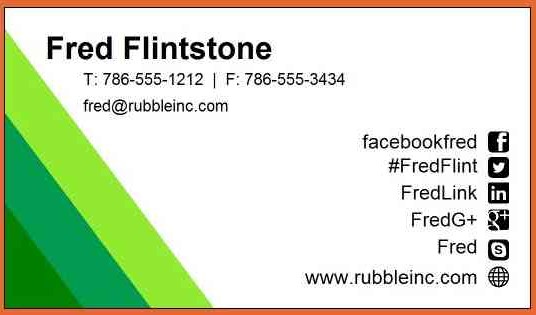 Fred Flintstone
T: 786-555-1212 | F: 786-555-3434
fred@rubbleinc.com
facebookfred
#FredFlint
FredLink
FredG+
Fred
www.rubbleinc.com